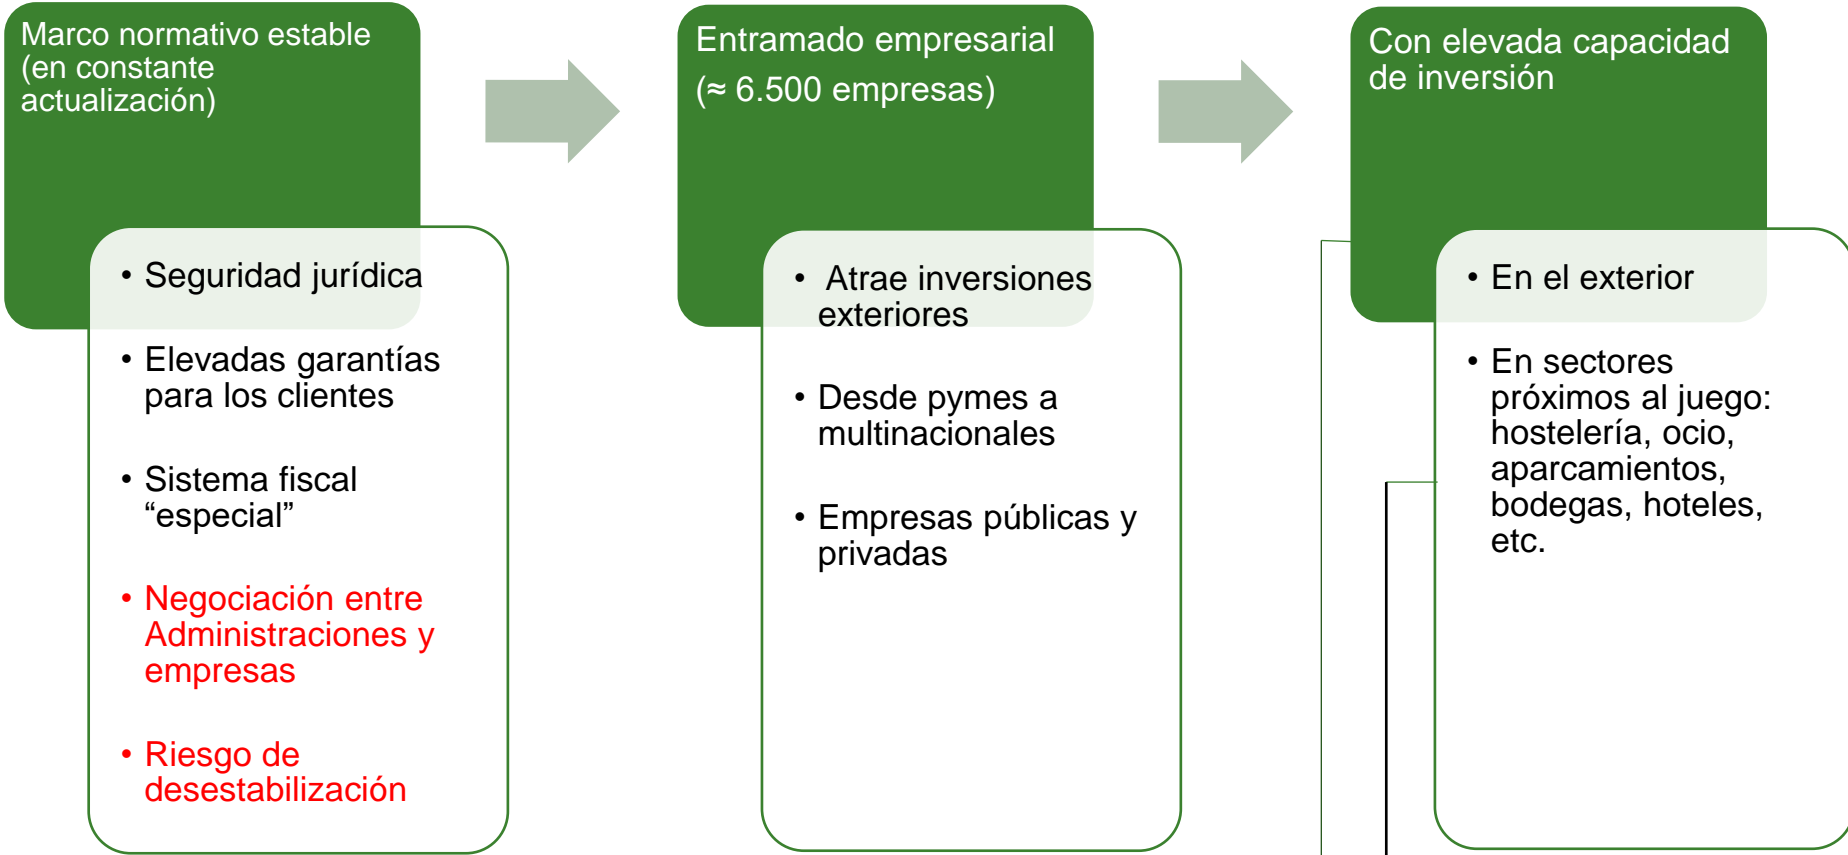 Marco normativo estable
(en constante
actualización)
• Seguridad jurídica
• Elevadas garantías
para los clientes
• Sistema fiscal
“especial”
• Negociación entre
Administraciones y
empresas
• Riesgo de
desestabilización
Entramado empresarial
(≈ 6.500 empresas)
• Atrae inversiones
exteriores
• Desde pymes a
multinacionales
• Empresas públicas y
privadas
Con elevada capacidad
de inversión
• En el exterior
• En sectores
próximos al juego:
hostelería, ocio,
aparcamientos,
bodegas, hoteles,
etc.